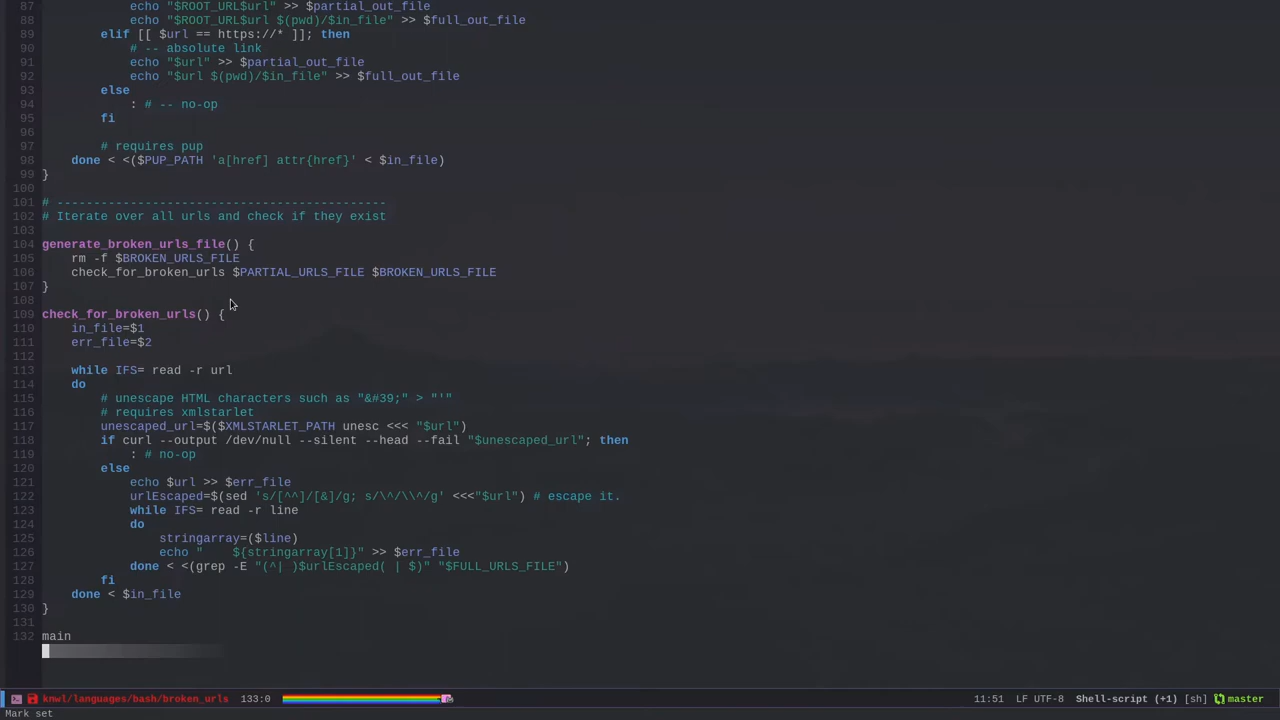 87                 echo "$ROOT_URL$url" >> $partial_out_file
88                 echo "$ROOT_URL$url $(pwd)/$in_file" >> $full_out_file
89         elif [[ $url == https://* ]]; then
90             # -- absolute link
91             echo "$url" >> $partial_out_file
92             echo "$url $(pwd)/$in_file" >> $full_out_file
93         else
94             : # -- no-op
95         fi
96
97         # requires pup
98     done < <($PUP_PATH 'a[href] attr{href}' < $in_file)
99 }
100
101 # ---------------------------------------------
102 # Iterate over all urls and check if they exist
103
104 generate_broken_urls_file() {
105     rm -f $BROKEN_URLS_FILE
106     check_for_broken_urls $PARTIAL_URLS_FILE $BROKEN_URLS_FILE
107 }
108
109 check_for_broken_urls() {
110     in_file=$1
111     err_file=$2
112
113     while IFS= read -r url
114     do
115         # unescape HTML characters such as "&#39;" > "'"
116         # requires xmlstarlet
117         unescaped_url=$($XMLSTARLET_PATH unesc <<< "$url")
118         if curl --output /dev/null --silent --head --fail "$unescaped_url"; then
119             : # no-op
120         else
121             echo $url >> $err_file
122             urlEscaped=$(sed 's/[^^]/[&]/g; s/\^/\\^/g' <<<"$url") # escape it.
123             while IFS= read -r line
124             do
125                 stringarray=($line)
126                 echo "    ${stringarray[1]}" >> $err_file
127             done < <(grep -E "(^| )$urlEscaped( | $)" "$FULL_URLS_FILE")
128         fi
129     done < $in_file
130 }
131
132 main
knwl/languages/bash/broken_urls 133:0 11:51 LF UTF-8 Shell-script (+1) [sh] master
Mark set